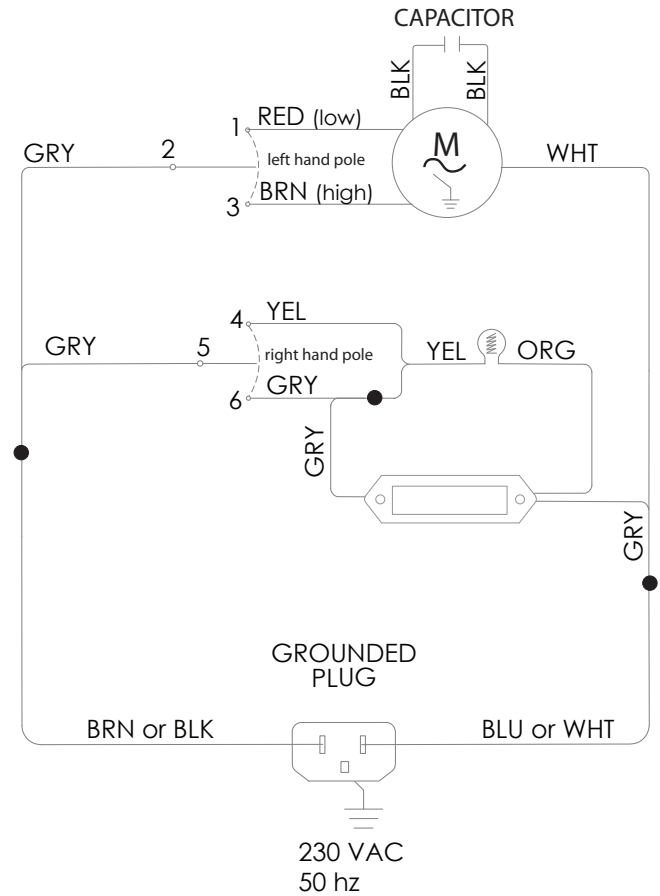 CAPACITOR
BLK
BLK
1
RED (low)
M
GRY
2
left hand pole
WHT
3
BRN (high)
4
YEL
GRY
5
right hand pole
YEL
ORG
6
GRY
GRY
GRY
GROUNDED
PLUG
BRN or BLK
BLU or WHT
230 VAC
50 hz